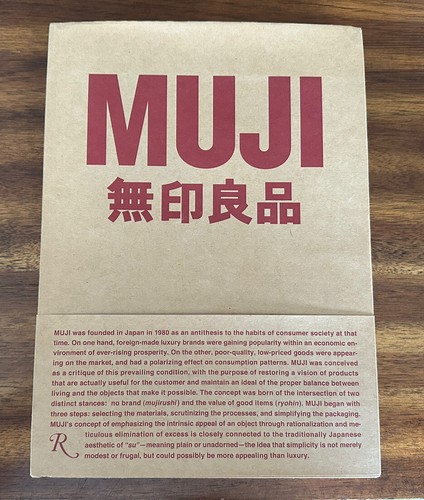 MUJI
無印良品
MUJI was founded in Japan in 1980 as an antithesis to the habits of consumer society at that
time. On one hand, foreign-made luxury brands were gaining popularity within an economic en-
vironment of ever-rising prosperity. On the other, poor-quality, low-priced goods were appear-
ing on the market, and had a polarizing effect on consumption patterns. MUJI was conceived
as a critique of this prevailing condition, with the purpose of restoring a vision of products
that are actually useful for the customer and maintain an ideal of the proper balance between
living and the objects that make it possible. The concept was born of the intersection of two
distinct stances: no brand (mujirushi) and the value of good items (ryohin). MUJI began with
three steps: selecting the materials, scrutinizing the processes, and simplifying the packaging.
MUJI's concept of emphasizing the intrinsic appeal of an object through rationalization and me-
ticulous elimination of excess is closely connected to the traditionally Japanese
aesthetic of "su"—meaning plain or unadorned—the idea that simplicity is not merely
modest or frugal, but could possibly be more appealing than luxury.
R